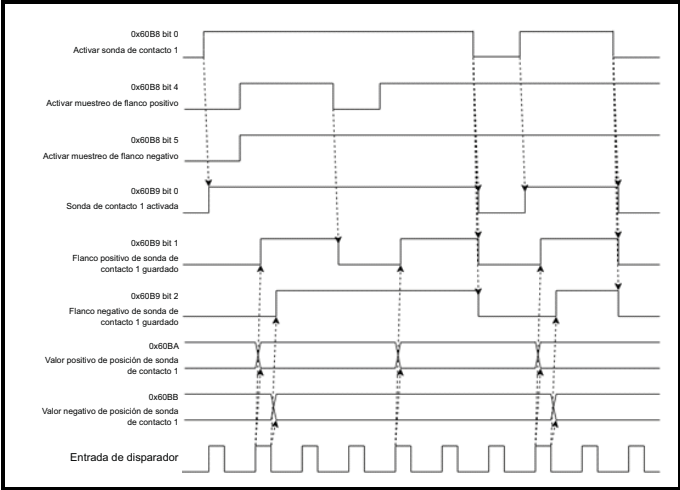 0x60B8 bit 0
Activar sonda de contacto 1
0x60B8 bit 4
Activar muestreo de flanco positivo
0x60B8 bit 5
Activar muestreo de flanco negativo
0x60B9 bit 0
Sonda de contacto 1 activada
0x60B9 bit 1
Flanco positivo de sonda de
contacto 1 guardado
0x60B9 bit 2
Flanco negativo de sonda de
contacto 1 guardado
0x60BA
Valor positivo de posición de sonda
de contacto 1
0x60BB
Valor negativo de posición de sonda
de contacto 1
Entrada de disparador